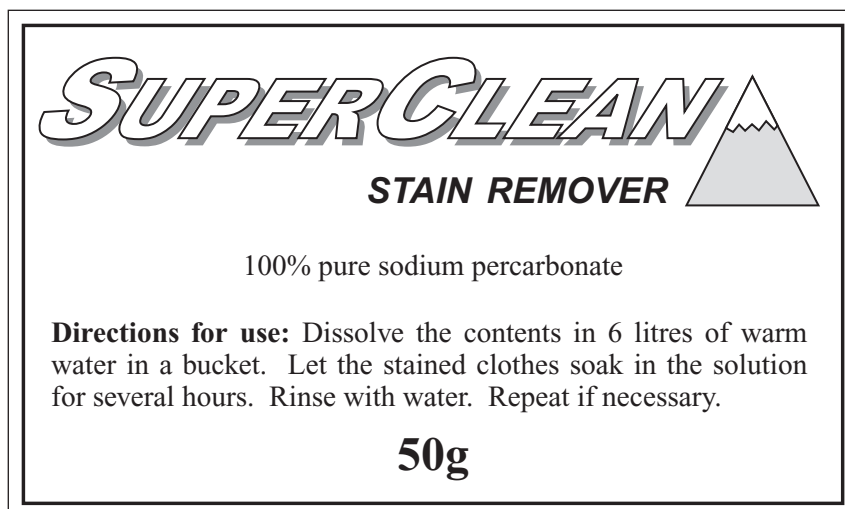 SUPERCLEAN
STAIN REMOVER
100% pure sodium percarbonate
Directions for use: Dissolve the contents in 6 litres of warm
water in a bucket. Let the stained clothes soak in the solution
for several hours. Rinse with water. Repeat if necessary.
50g